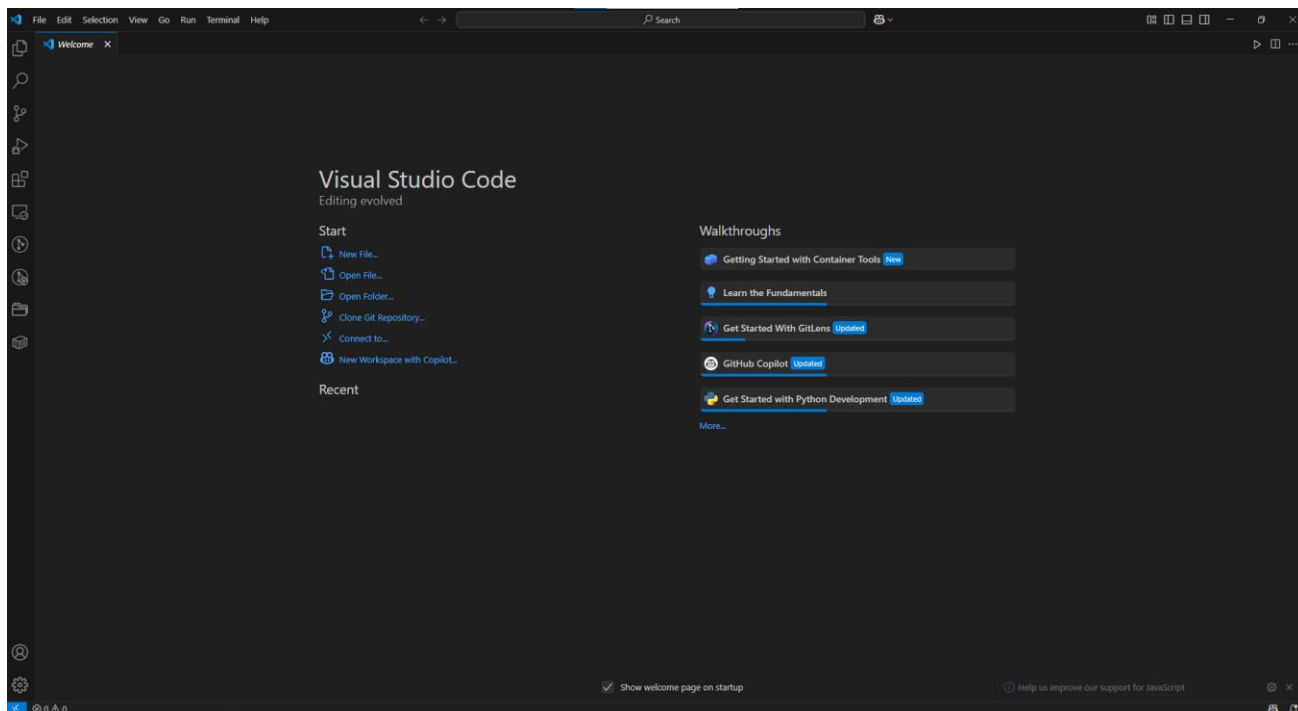 File Edit Selection View Go Run Terminal Help
Search
Welcome
Visual Studio Code
Editing evolved
Start
New File...
Open File...
Open Folder...
Clone Git Repository...
Connect to...
New Workspace with Copilot...
Recent
Walkthroughs
Getting Started with Container Tools New
Learn the Fundamentals
Get Started With GitLens Updated
GitHub Copilot Updated
Get Started with Python Development Updated
More...
Show welcome page on startup
Help us improve our support for JavaScript
0 0